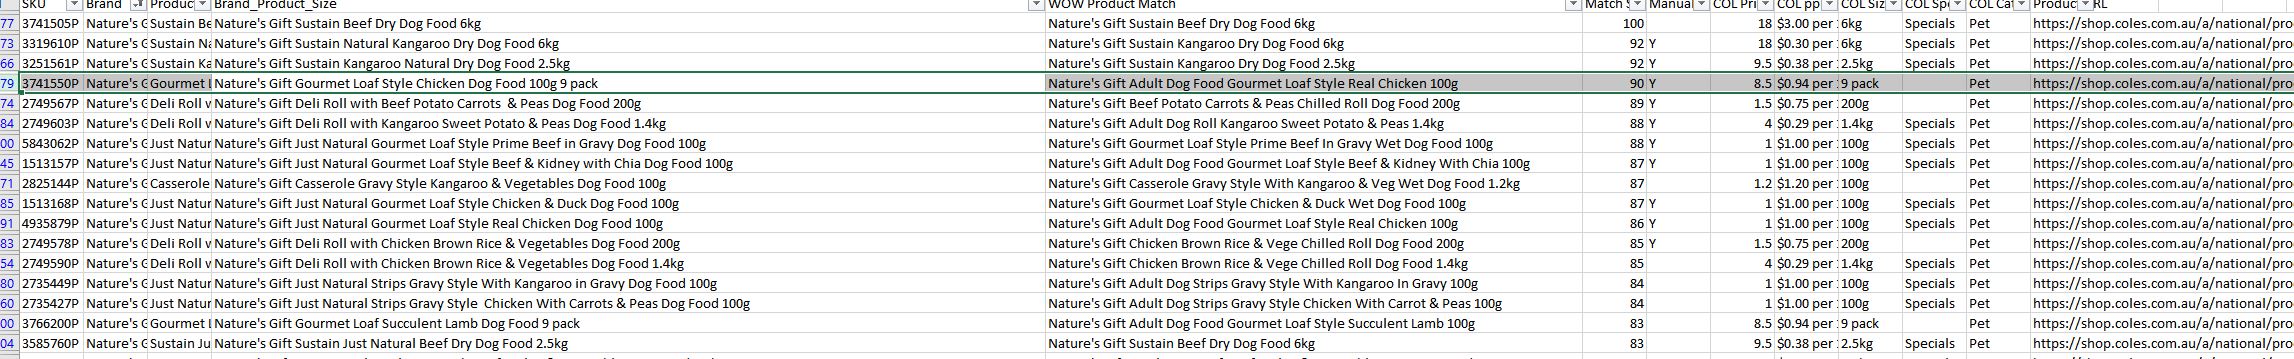 SKU Brand Produc Brand_Product_Size WOW Product Match Match S Manual COL Pri COL pp COL Siz COL Spe COL Cat Product RL
77 3741505P Nature's G Sustain Be Nature's Gift Sustain Beef Dry Dog Food 6kg Nature's Gift Sustain Beef Dry Dog Food 6kg 100 18 $3.00 per 6kg Specials Pet https://shop.coles.com.au/a/national/pro
73 3319610P Nature's G Sustain Na Nature's Gift Sustain Natural Kangaroo Dry Dog Food 6kg Nature's Gift Sustain Kangaroo Dry Dog Food 6kg 92 Y 18 $0.30 per 6kg Specials Pet https://shop.coles.com.au/a/national/pro
66 3251561P Nature's G Sustain Ka Nature's Gift Sustain Kangaroo Natural Dry Dog Food 2.5kg Nature's Gift Sustain Kangaroo Dry Dog Food 2.5kg 92 Y 9.5 $0.38 per 2.5kg Specials Pet https://shop.coles.com.au/a/national/pro
79 3741550P Nature's G Gourmet L Nature's Gift Gourmet Loaf Style Chicken Dog Food 100g 9 pack Nature's Gift Adult Dog Food Gourmet Loaf Style Real Chicken 100g 90 Y 8.5 $0.94 per 9 pack Pet https://shop.coles.com.au/a/national/pro
74 2749567P Nature's G Deli Roll w Nature's Gift Deli Roll with Beef Potato Carrots & Peas Dog Food 200g Nature's Gift Beef Potato Carrots & Peas Chilled Roll Dog Food 200g 89 Y 1.5 $0.75 per 200g Pet https://shop.coles.com.au/a/national/pro
84 2749603P Nature's G Deli Roll w Nature's Gift Deli Roll with Kangaroo Sweet Potato & Peas Dog Food 1.4kg Nature's Gift Adult Dog Roll Kangaroo Sweet Potato & Peas 1.4kg 88 Y 4 $0.29 per 1.4kg Specials Pet https://shop.coles.com.au/a/national/pro
00 5843062P Nature's G Just Natur Nature's Gift Just Natural Gourmet Loaf Style Prime Beef in Gravy Dog Food 100g Nature's Gift Gourmet Loaf Style Prime Beef In Gravy Wet Dog Food 100g 88 Y 1 $1.00 per 100g Specials Pet https://shop.coles.com.au/a/national/pro
45 1513157P Nature's G Just Natur Nature's Gift Just Natural Gourmet Loaf Style Beef & Kidney with Chia Dog Food 100g Nature's Gift Adult Dog Food Gourmet Loaf Style Beef & Kidney With Chia 100g 87 Y 1 $1.00 per 100g Specials Pet https://shop.coles.com.au/a/national/pro
71 2825144P Nature's G Casserole Nature's Gift Casserole Gravy Style Kangaroo & Vegetables Dog Food 100g Nature's Gift Casserole Gravy Style With Kangaroo & Veg Wet Dog Food 1.2kg 87 1.2 $1.20 per 100g Pet https://shop.coles.com.au/a/national/pro
85 1513168P Nature's G Just Natur Nature's Gift Just Natural Gourmet Loaf Style Chicken & Duck Dog Food 100g Nature's Gift Gourmet Loaf Style Chicken & Duck Wet Dog Food 100g 87 Y 1 $1.00 per 100g Specials Pet https://shop.coles.com.au/a/national/pro
91 4935879P Nature's G Just Natur Nature's Gift Just Natural Gourmet Loaf Style Real Chicken Dog Food 100g Nature's Gift Adult Dog Food Gourmet Loaf Style Real Chicken 100g 86 Y 1 $1.00 per 100g Specials Pet https://shop.coles.com.au/a/national/pro
83 2749578P Nature's G Deli Roll w Nature's Gift Deli Roll with Chicken Brown Rice & Vegetables Dog Food 200g Nature's Gift Chicken Brown Rice & Vege Chilled Roll Dog Food 200g 85 Y 1.5 $0.75 per 200g Pet https://shop.coles.com.au/a/national/pro
54 2749590P Nature's G Deli Roll w Nature's Gift Deli Roll with Chicken Brown Rice & Vegetables Dog Food 1.4kg Nature's Gift Chicken Brown Rice & Vege Chilled Roll Dog Food 1.4kg 85 4 $0.29 per 1.4kg Specials Pet https://shop.coles.com.au/a/national/pro
80 2735449P Nature's G Just Natur Nature's Gift Just Natural Strips Gravy Style With Kangaroo in Gravy Dog Food 100g Nature's Gift Adult Dog Strips Gravy Style With Kangaroo In Gravy 100g 84 1 $1.00 per 100g Specials Pet https://shop.coles.com.au/a/national/pro
60 2735427P Nature's G Just Natur Nature's Gift Just Natural Strips Gravy Style Chicken With Carrots & Peas Dog Food 100g Nature's Gift Adult Dog Strips Gravy Style Chicken With Carrot & Peas 100g 84 1 $1.00 per 100g Specials Pet https://shop.coles.com.au/a/national/pro
00 3766200P Nature's G Gourmet L Nature's Gift Gourmet Loaf Succulent Lamb Dog Food 9 pack Nature's Gift Adult Dog Food Gourmet Loaf Style Succulent Lamb 100g 83 8.5 $0.94 per 9 pack Pet https://shop.coles.com.au/a/national/pro
04 3585760P Nature's G Sustain Ju Nature's Gift Sustain Just Natural Beef Dry Dog Food 2.5kg Nature's Gift Sustain Beef Dry Dog Food 6kg 83 9.5 $0.38 per 2.5kg Specials Pet https://shop.coles.com.au/a/national/pro